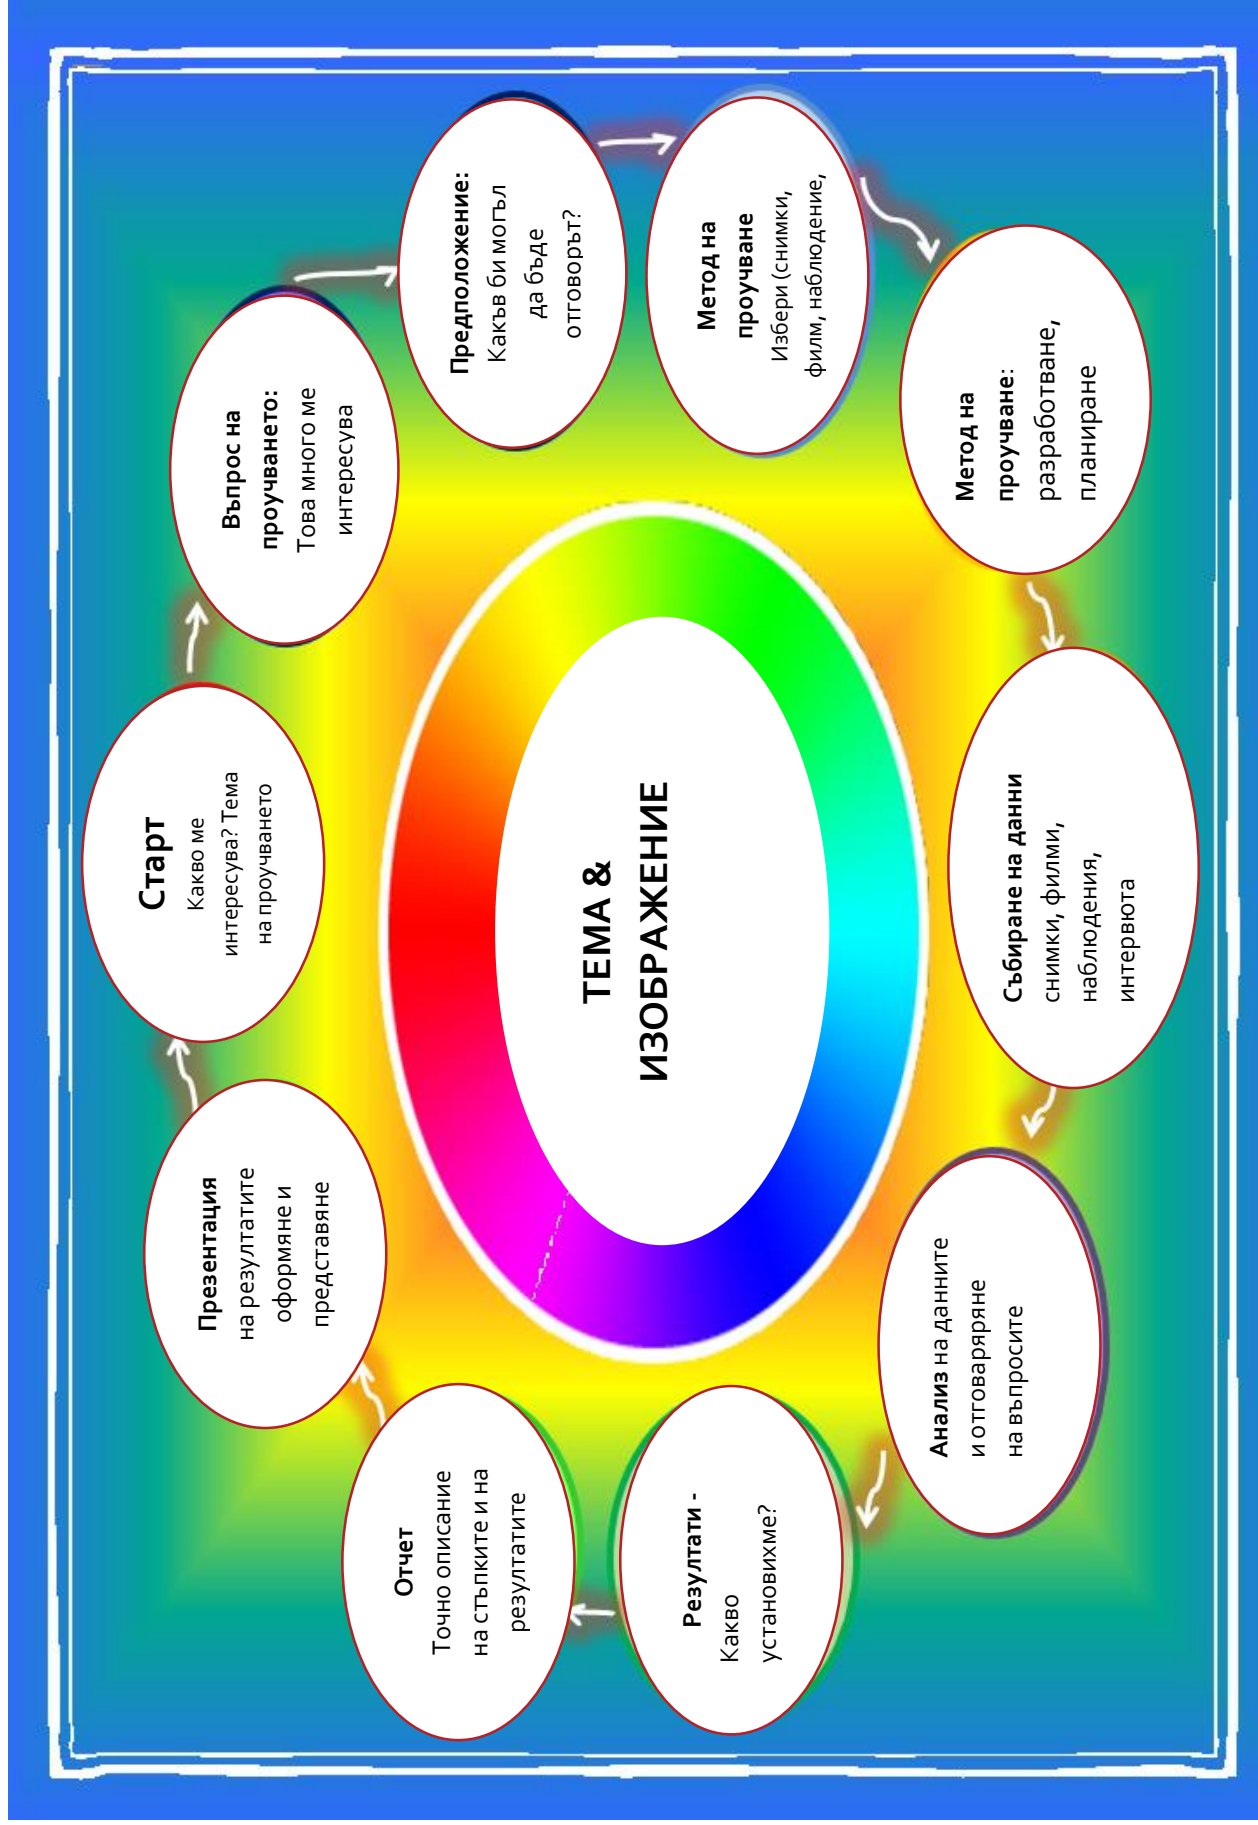 Старт
Какво ме
интересува? Тема
на проучването
Въпрос на
проучването:
Това много ме
интересува
Предположение:
Какъв би могъл
да бъде
отговорът?
Метод на
проучване
Избери (снимки,
филм, наблюдение,
Метод на
проучване:
разработване,
планиране
Събиране на данни
снимки, филми,
наблюдения,
интервюта
Анализ на данните
и отговаряряне
на въпросите
Резултати -
Какво
установихме?
Отчет
Точно описание
на стъпките и на
резултатите
Презентация
на резултатите
оформяне и
представяне
ТЕМА &
ИЗОБРАЖЕНИЕ